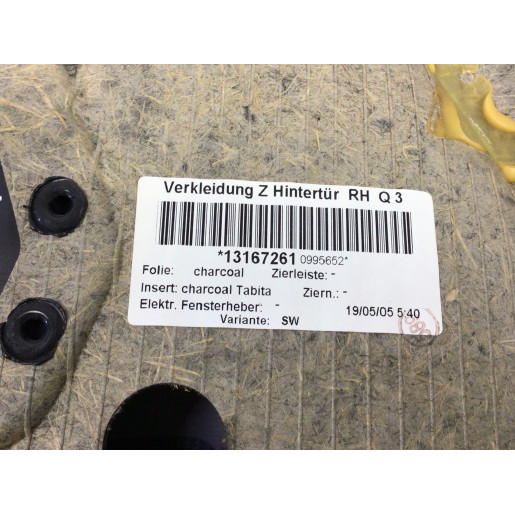 Verkleidung Z Hintertür RH Q 3
*13167261 0995652*
Folie: charcoal Zierleiste: -
Insert: charcoal Tabita Ziern.: -
Elektr. Fensterheber: - 19/05/05 5:40
Variante: SW